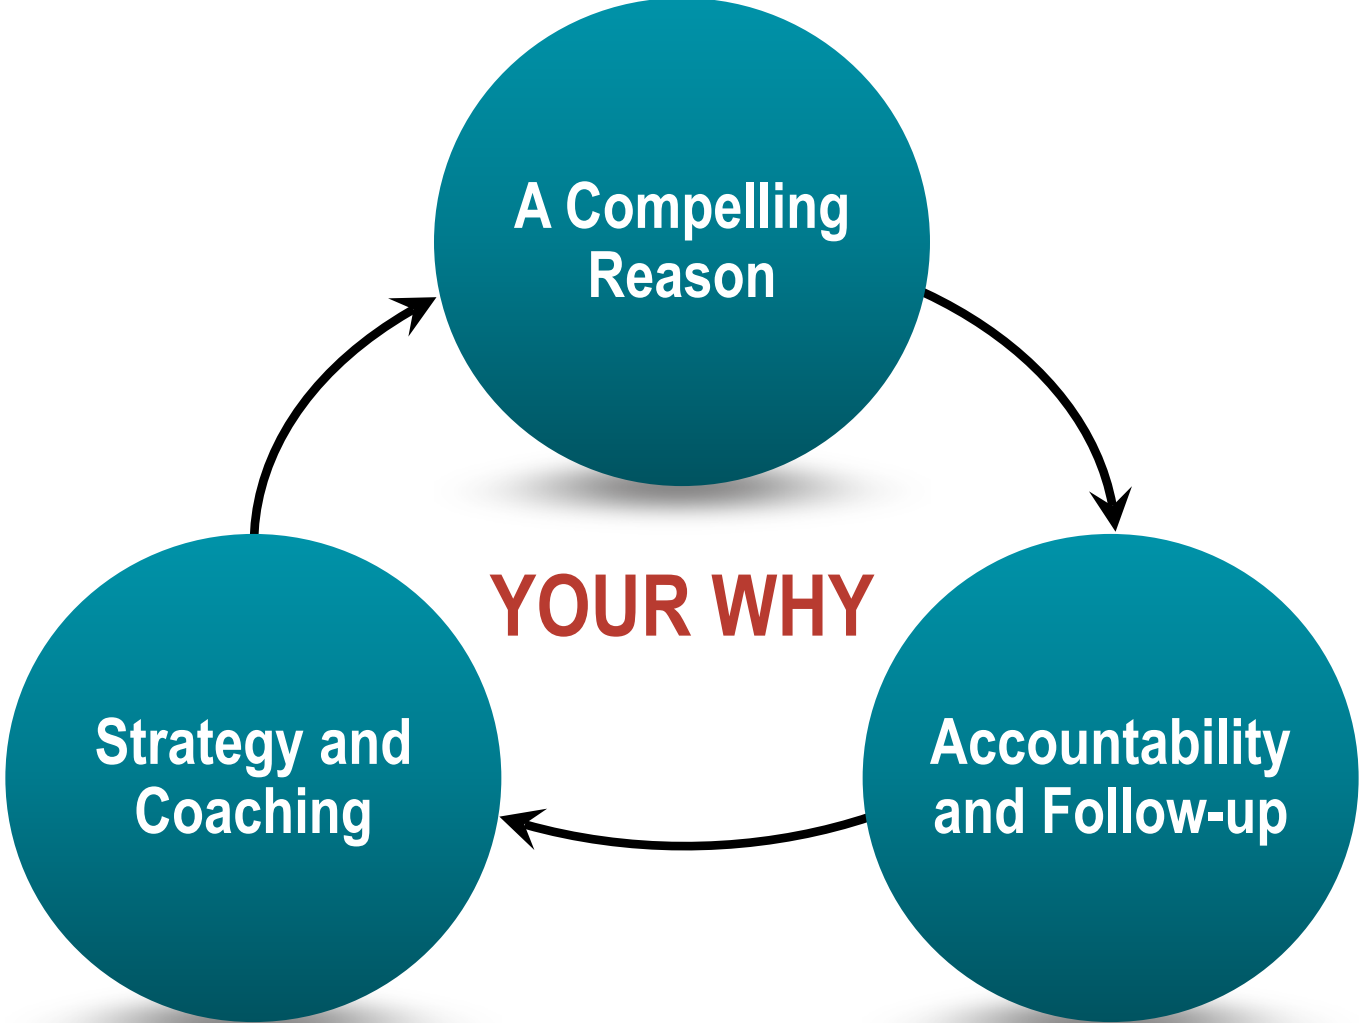 A Compelling
Reason
YOUR WHY
Strategy and
Coaching
Accountability
and Follow-up